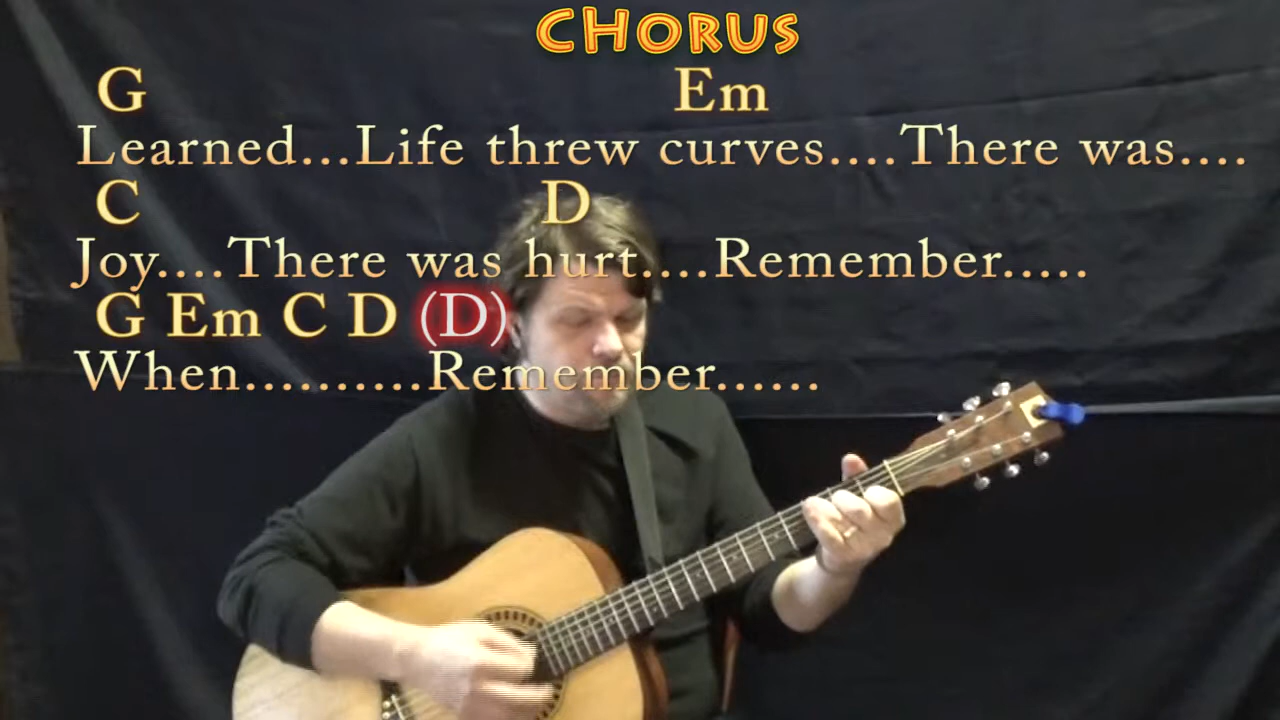 CHORUS
G Em
Learned...Life threw curves....There was....
C D
Joy....There was hurt....Remember.....
G Em C D (D)
When..........Remember......